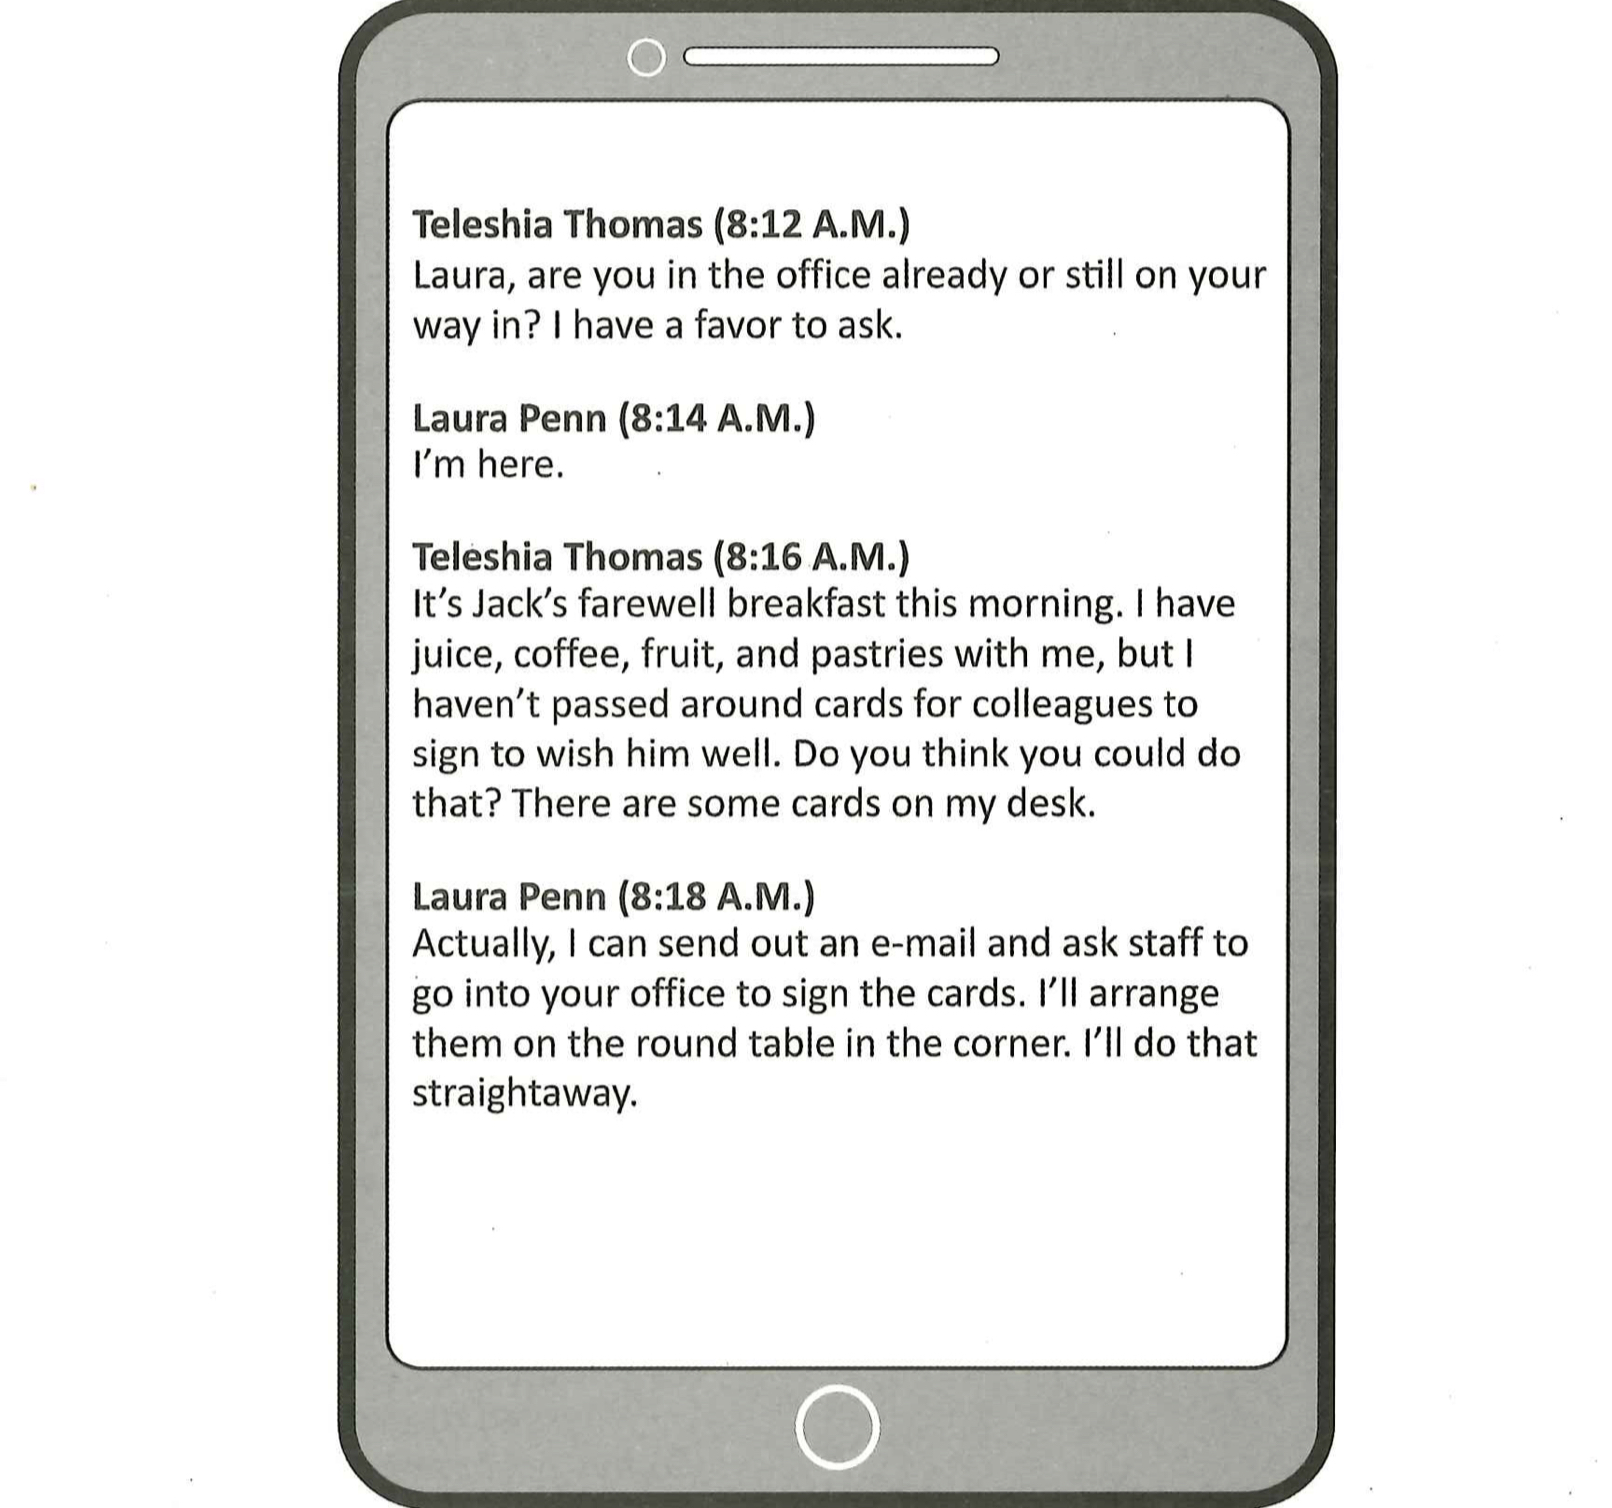 Teleshia Thomas (8:12 A.M.)
Laura, are you in the office already or still on your
way in? I have a favor to ask.
Laura Penn (8:14 A.M.)
I'm here.
Teleshia Thomas (8:16 A.M.)
It's Jack's farewell breakfast this morning. I have
juice, coffee, fruit, and pastries with me, but I
haven't passed around cards for colleagues to
sign to wish him well. Do you think you could do
that? There are some cards on my desk.
Laura Penn (8:18 A.M.)
Actually, I can send out an e-mail and ask staff to
go into your office to sign the cards. I'll arrange
them on the round table in the corner. I'll do that
straightaway.